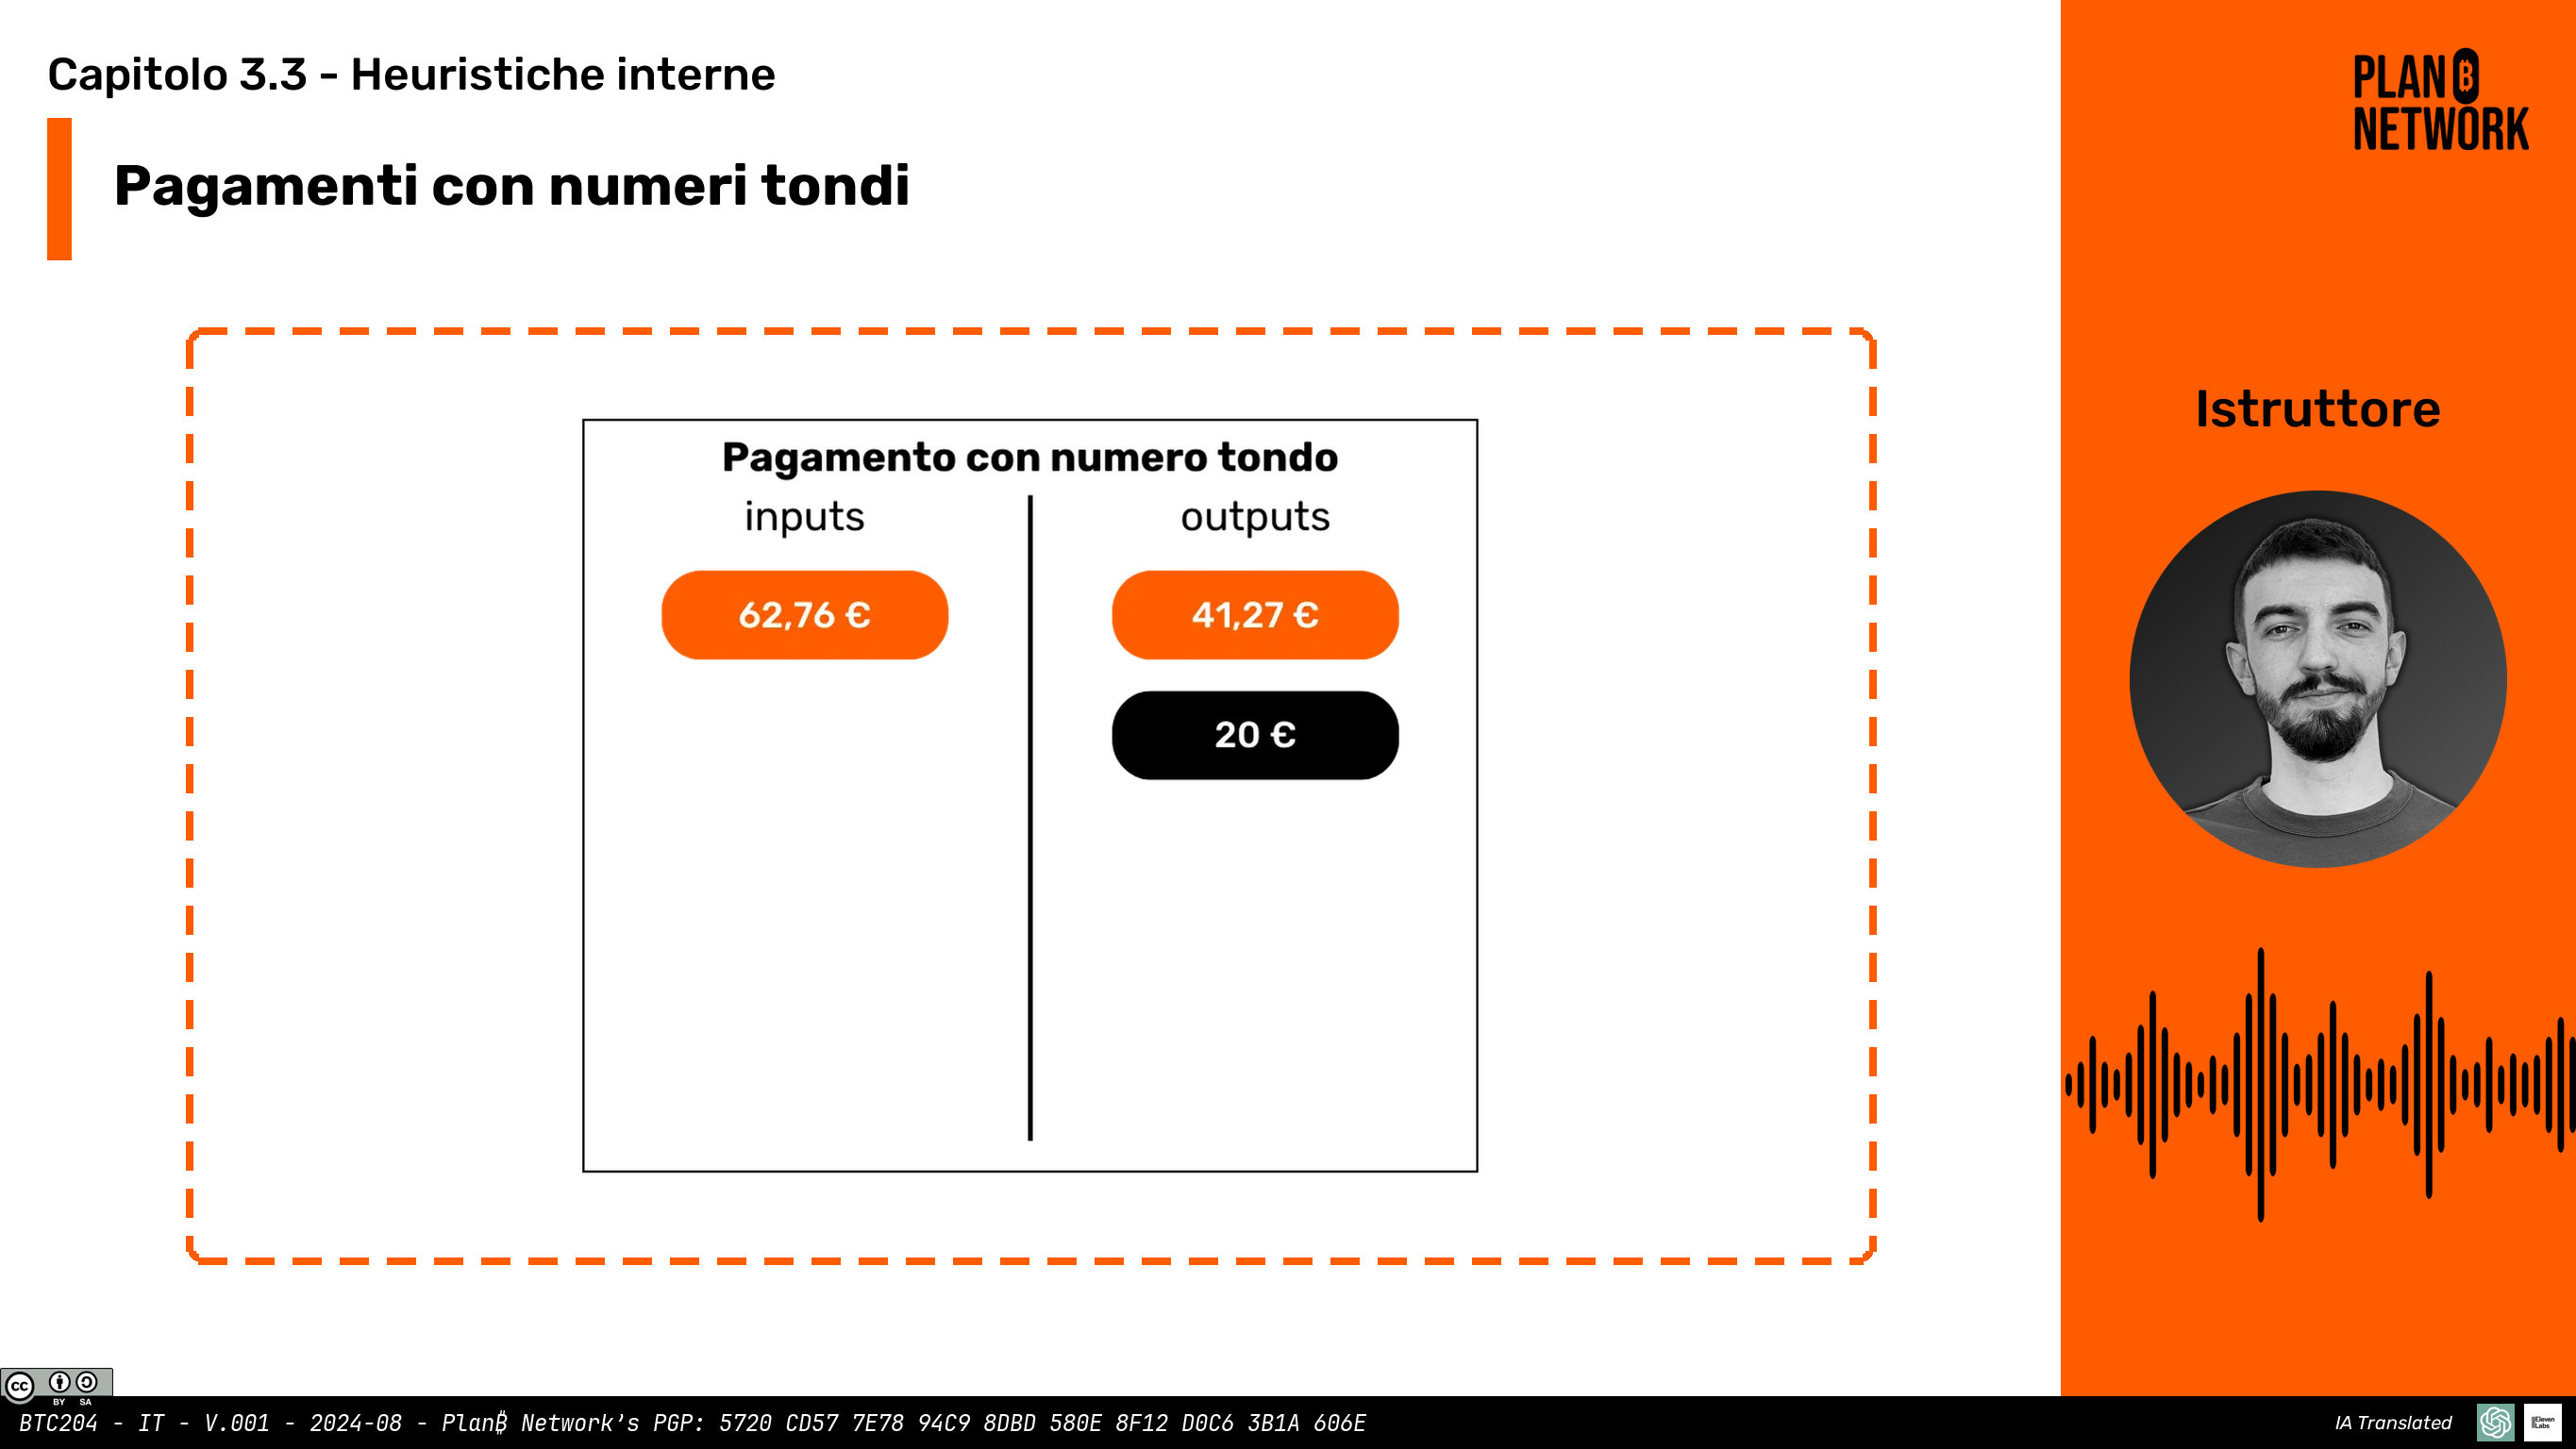 Capitolo 3.3 - Heuristiche interne
Pagamenti con numeri tondi
PLAN ₿
NETWORK
Istruttore
Pagamento con numero tondo
inputs
outputs
62,76 €
41,27 €
20 €
cc
BY SA
BTC204 - IT - V.001 - 2024-08 - Plan₿ Network's PGP: 5720 CD57 7E78 94C9 8DBD 580E 8F12 D0C6 3B1A 606E
IA Translated
ElevenLabs